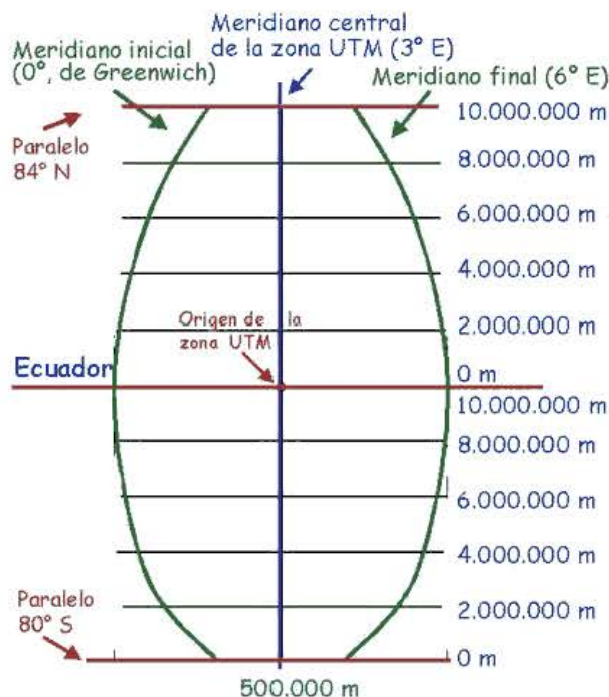 Meridiano central
de la zona UTM (3° E)
Meridiano inicial
(0°, de Greenwich)
Meridiano final (6° E)
Paralelo
84° N
10.000.000 m
8.000.000 m
6.000.000 m
4.000.000 m
2.000.000 m
Origen de la
zona UTM
Ecuador
0 m
10.000.000 m
8.000.000 m
6.000.000 m
4.000.000 m
2.000.000 m
Paralelo
80° S
0 m
500.000 m